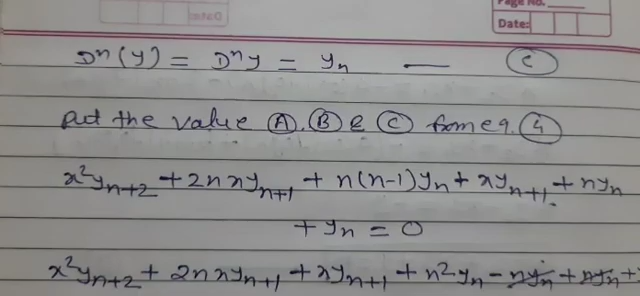 Page No.
Date:
Dⁿ(y) = Dⁿy = yₙ — Ⓒ
put the value Ⓐ, Ⓑ & Ⓒ from eq. ④
x²yₙ₊₂ + 2nxyₙ₊₁ + n(n-1)yₙ + xyₙ₊₁ + nyₙ
+ yₙ = 0
x²yₙ₊₂ + 2nxyₙ₊₁ + xyₙ₊₁ + n²yₙ - nyₙ + nyₙ +